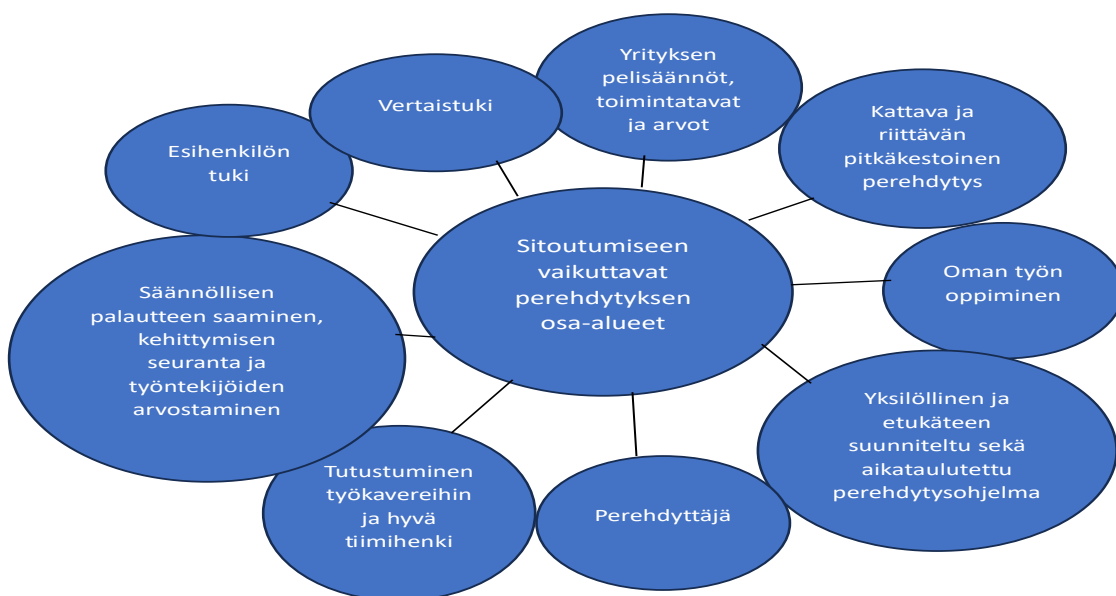 Yrityksen
pelisäännöt,
toimintatavat
ja arvot
Vertaistuki
Kattava ja
riittävän
pitkäkestoinen
perehdytys
Esihenkilön
tuki
Sitoutumiseen
vaikuttavat
perehdytyksen
osa-alueet
Oman työn
oppiminen
Säännöllisen
palautteen saaminen,
kehittymisen
seuranta ja
työntekijöiden
arvostaminen
Yksilöllinen ja
etukäteen
suunniteltu sekä
aikataulutettu
perehdytysohjelma
Tutustuminen
työkavereihin
ja hyvä
tiimihenki
Perehdyttäjä